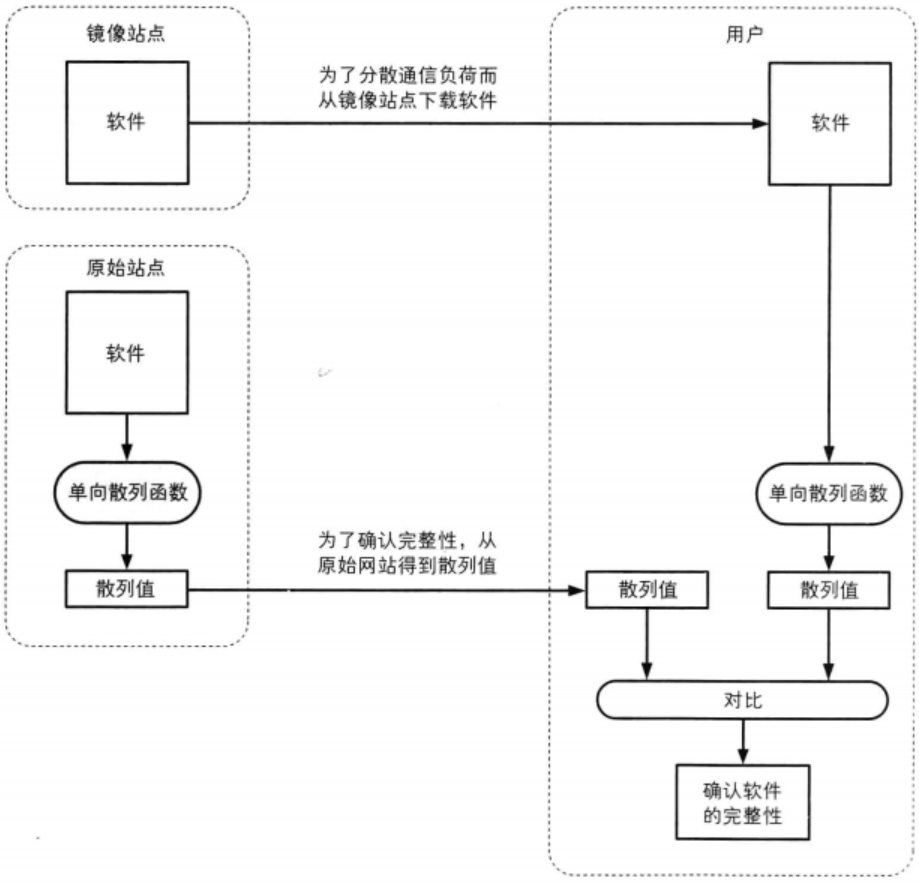 镜像站点
用户
软件
为了分散通信负荷而
从镜像站点下载软件
软件
原始站点
软件
单向散列函数
单向散列函数
散列值
为了确认完整性，从
原始网站得到散列值
散列值
散列值
对比
确认软件
的完整性